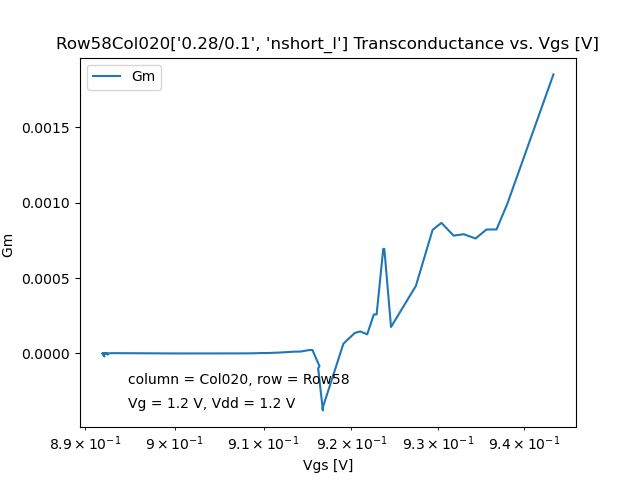 Row58Col020['0.28/0.1', 'nshort_l'] Transconductance vs. Vgs [V]
Gm
0.0015
0.0010
Gm
0.0005
0.0000
column = Col020, row = Row58
Vg = 1.2 V, Vdd = 1.2 V
8.9 × 10⁻¹ 9 × 10⁻¹ 9.1 × 10⁻¹ 9.2 × 10⁻¹ 9.3 × 10⁻¹ 9.4 × 10⁻¹
Vgs [V]